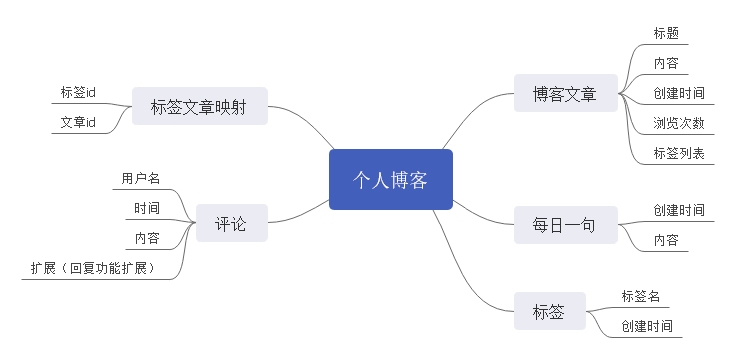 个人博客
博客文章
标题
内容
创建时间
浏览次数
标签列表
每日一句
创建时间
内容
标签
标签名
创建时间
标签文章映射
标签id
文章id
评论
用户名
时间
内容
扩展（回复功能扩展）